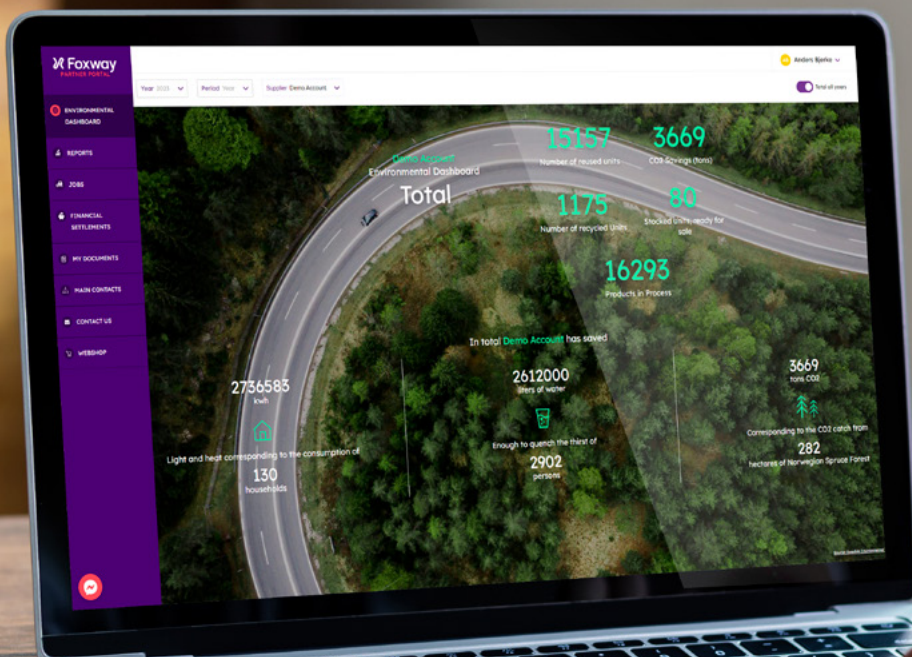 Foxway
PARTNER PORTAL
Anders Bjerke
Year 2025
Period Year
Supplier Demo Account
Total all years
ENVIRONMENTAL
DASHBOARD
REPORTS
JOBS
FINANCIAL
SETTLEMENTS
MY DOCUMENTS
MAIN CONTACTS
CONTACT US
WEBSHOP
Demo Account
Environmental Dashboard
Total
15157
Number of reused units
3669
CO2 Savings (tons)
1175
Number of recycled Units
80
Stocked Units, ready for
sale
16293
Products in Process
In total Demo Account has saved
2736583
kwh
Light and heat corresponding to the consumption of
130
households
2612000
liters of water
Enough to quench the thirst of
2902
persons
3669
tons CO2
Corresponding to the CO2 catch from
282
hectares of Norwegian Spruce Forest